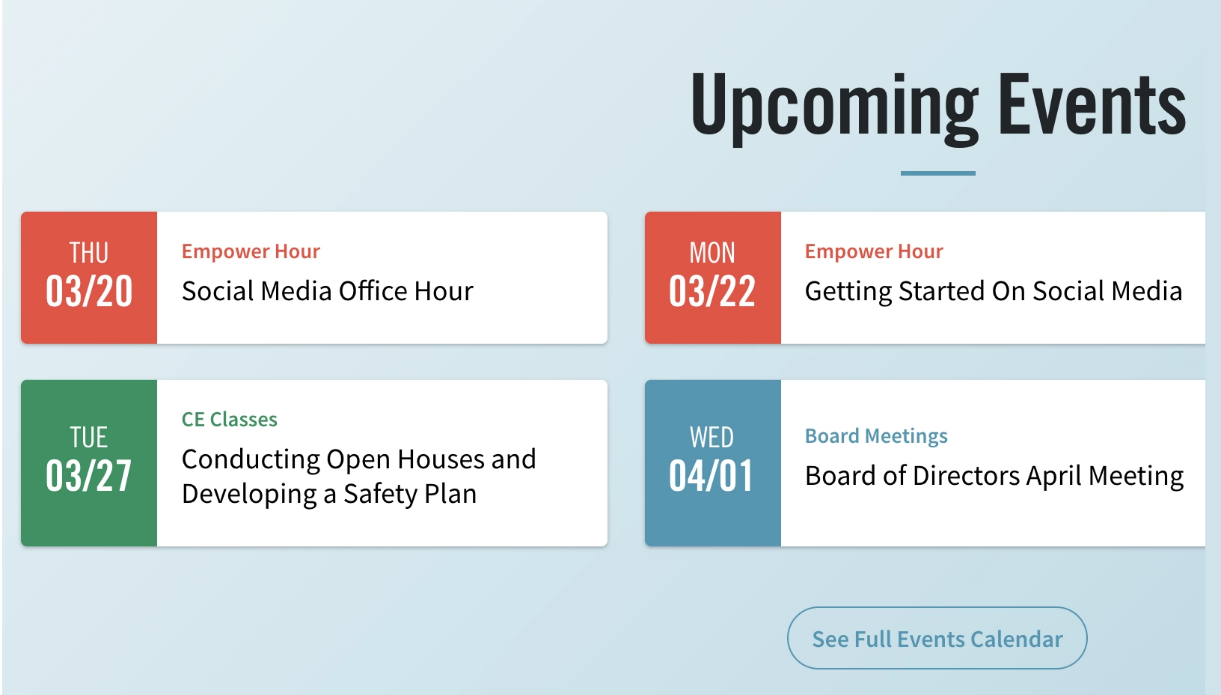 Upcoming Events
THU
03/20
Empower Hour
Social Media Office Hour
MON
03/22
Empower Hour
Getting Started On Social Media
TUE
03/27
CE Classes
Conducting Open Houses and
Developing a Safety Plan
WED
04/01
Board Meetings
Board of Directors April Meeting
See Full Events Calendar